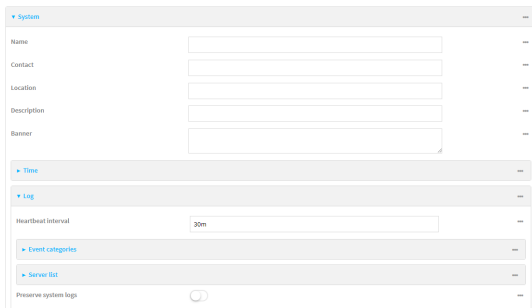 System
Name
Contact
Location
Description
Banner
Time
Log
Heartbeat interval 30m
Event categories
Server list
Preserve system logs